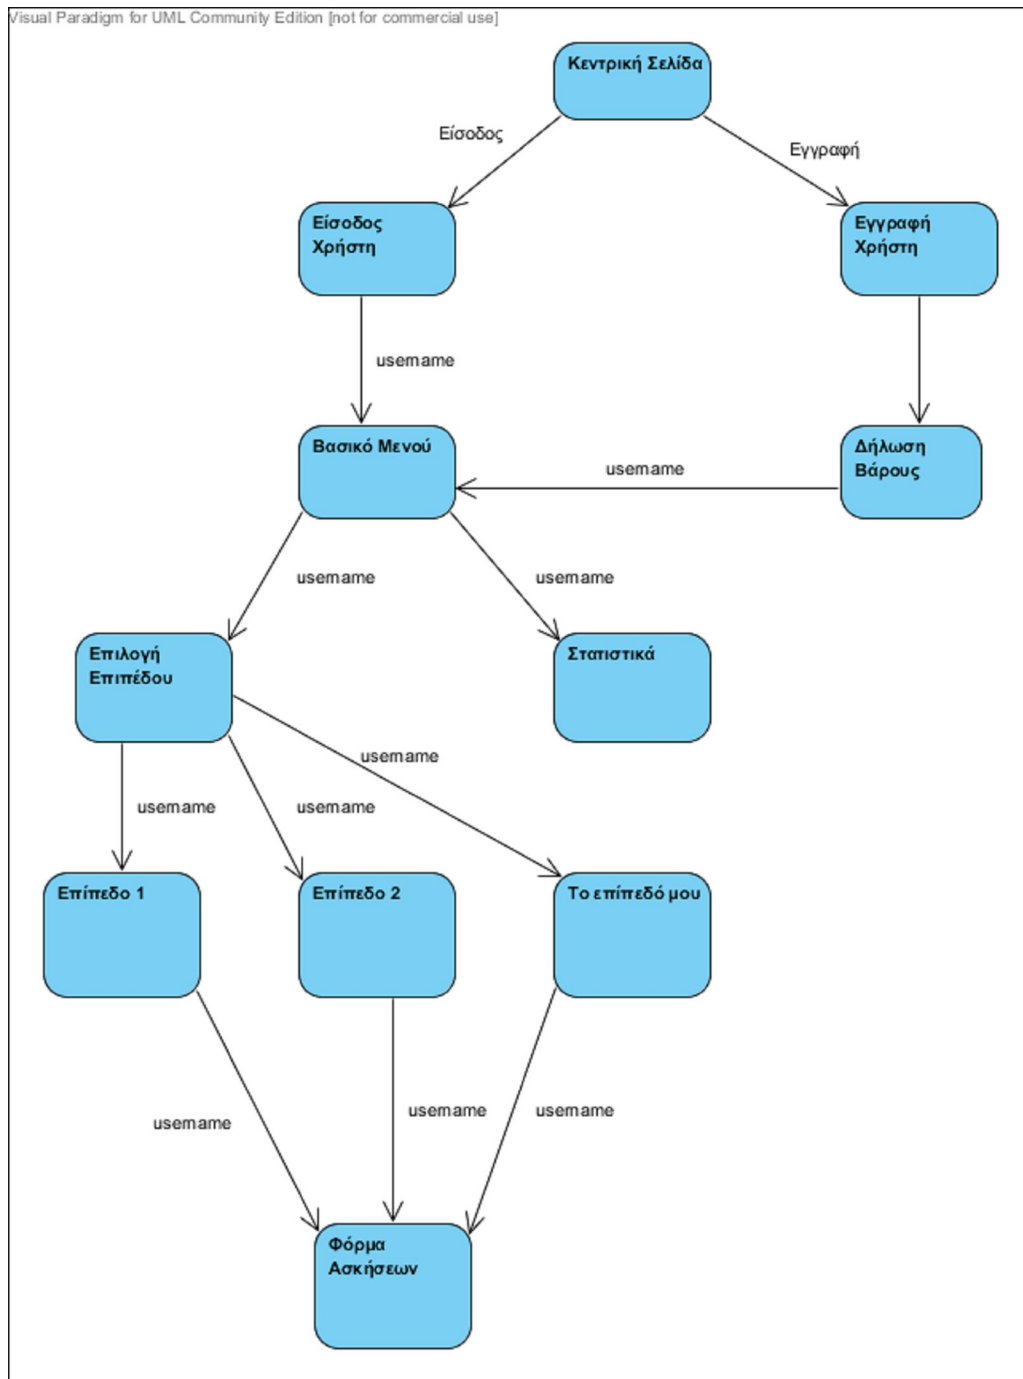 Visual Paradigm for UML Community Edition [not for commercial use]
Κεντρική Σελίδα
Είσοδος
Εγγραφή
Είσοδος
Χρήστη
Εγγραφή
Χρήστη
username
Βασικό Μενού
username
Δήλωση
Βάρους
username
username
Επιλογή
Επιπέδου
Στατιστικά
username
username
username
Επίπεδο 1
Επίπεδο 2
Το επίπεδό μου
username
username
username
Φόρμα
Ασκήσεων